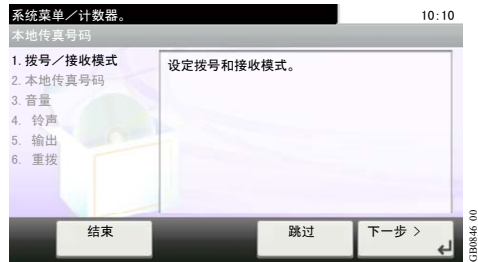 系统菜单／计数器。
10:10
本地传真号码
1. 拨号／接收模式
2. 本地传真号码
3. 音量
4. 铃声
5. 输出
6. 重拨
设定拨号和接收模式。
结束
跳过
下一步 >
GB0846 00